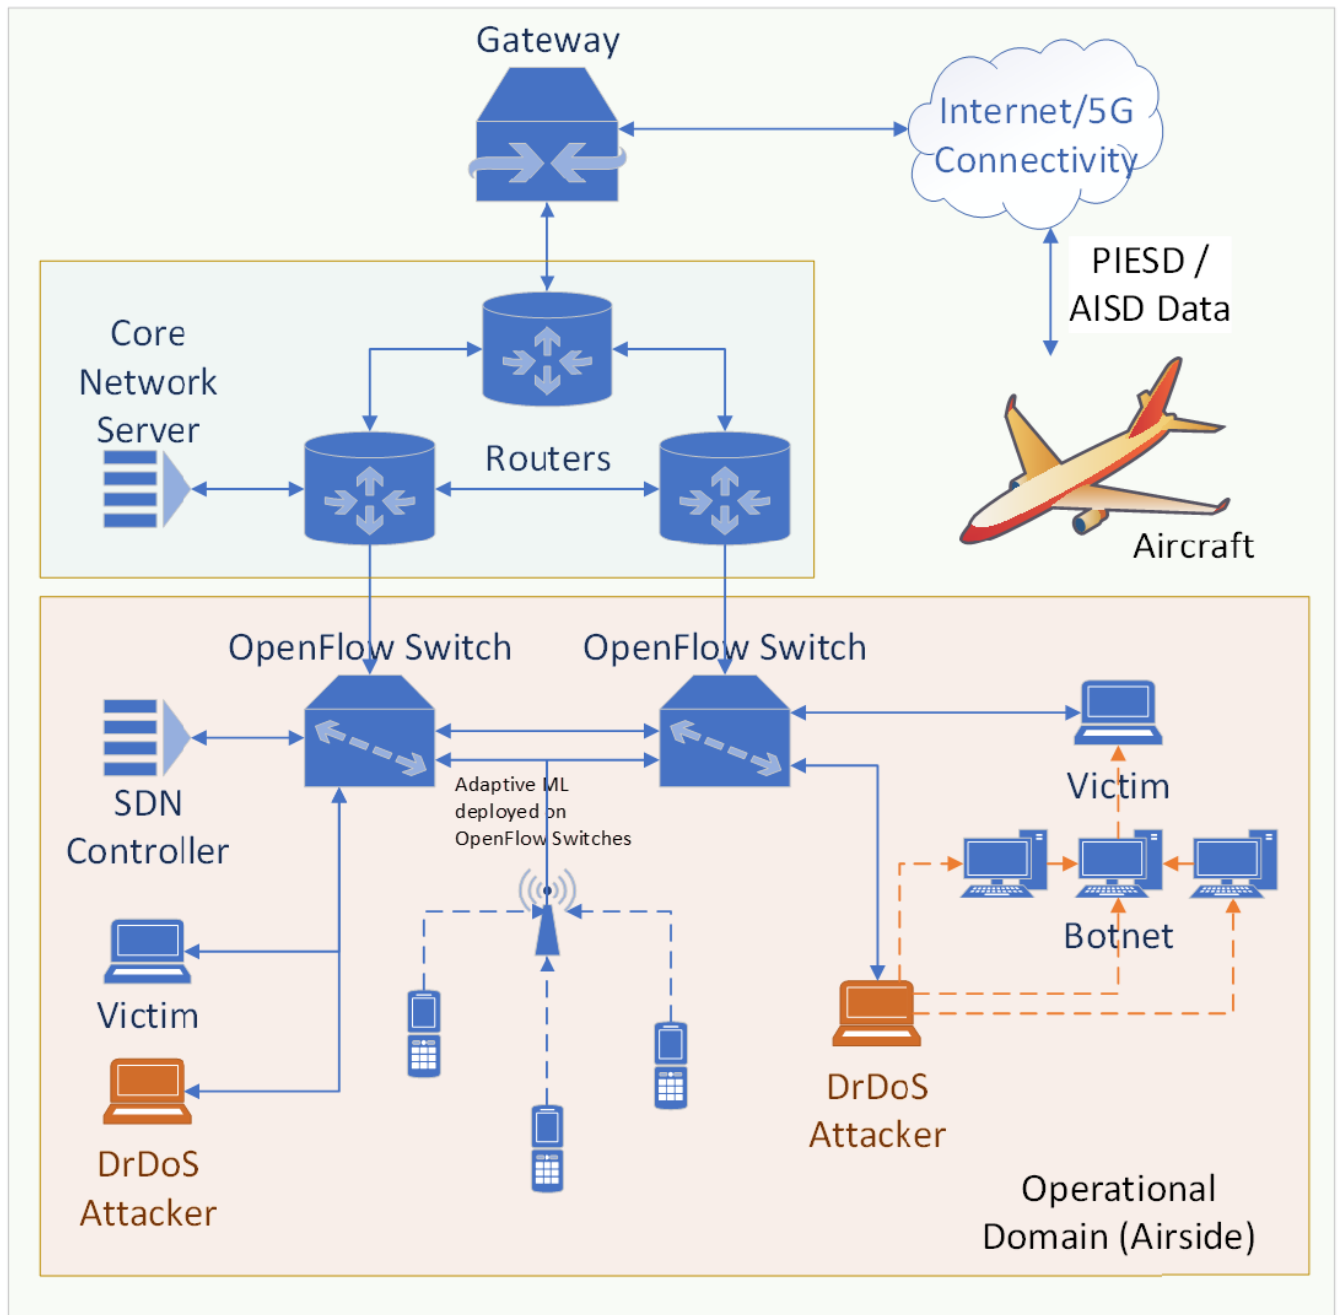 Gateway
Internet/5G
Connectivity
PIESD /
AISD Data
Core
Network
Server
Routers
Aircraft
OpenFlow Switch
OpenFlow Switch
SDN
Controller
Adaptive ML
deployed on
OpenFlow Switches
Victim
Botnet
Victim
DrDoS
Attacker
DrDoS
Attacker
Operational
Domain (Airside)